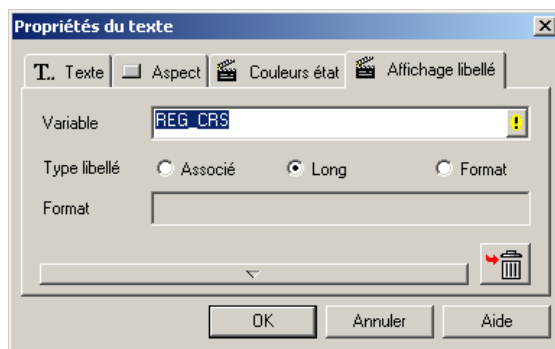 Propriétés du texte
T.. Texte Aspect Couleurs état Affichage libellé
Variable REG_CRS !
Type libellé Associé Long Format
Format
OK Annuler Aide